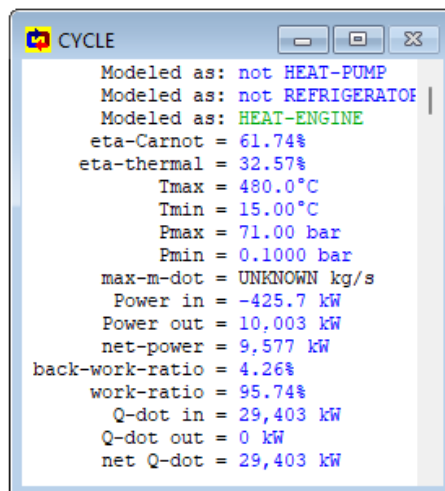 CYCLE
Modeled as: not HEAT-PUMP
Modeled as: not REFRIGERATOR
Modeled as: HEAT-ENGINE
eta-Carnot = 61.74%
eta-thermal = 32.57%
Tmax = 480.0°C
Tmin = 15.00°C
Pmax = 71.00 bar
Pmin = 0.1000 bar
max-m-dot = UNKNOWN kg/s
Power in = -425.7 kW
Power out = 10,003 kW
net-power = 9,577 kW
back-work-ratio = 4.26%
work-ratio = 95.74%
Q-dot in = 29,403 kW
Q-dot out = 0 kW
net Q-dot = 29,403 kW